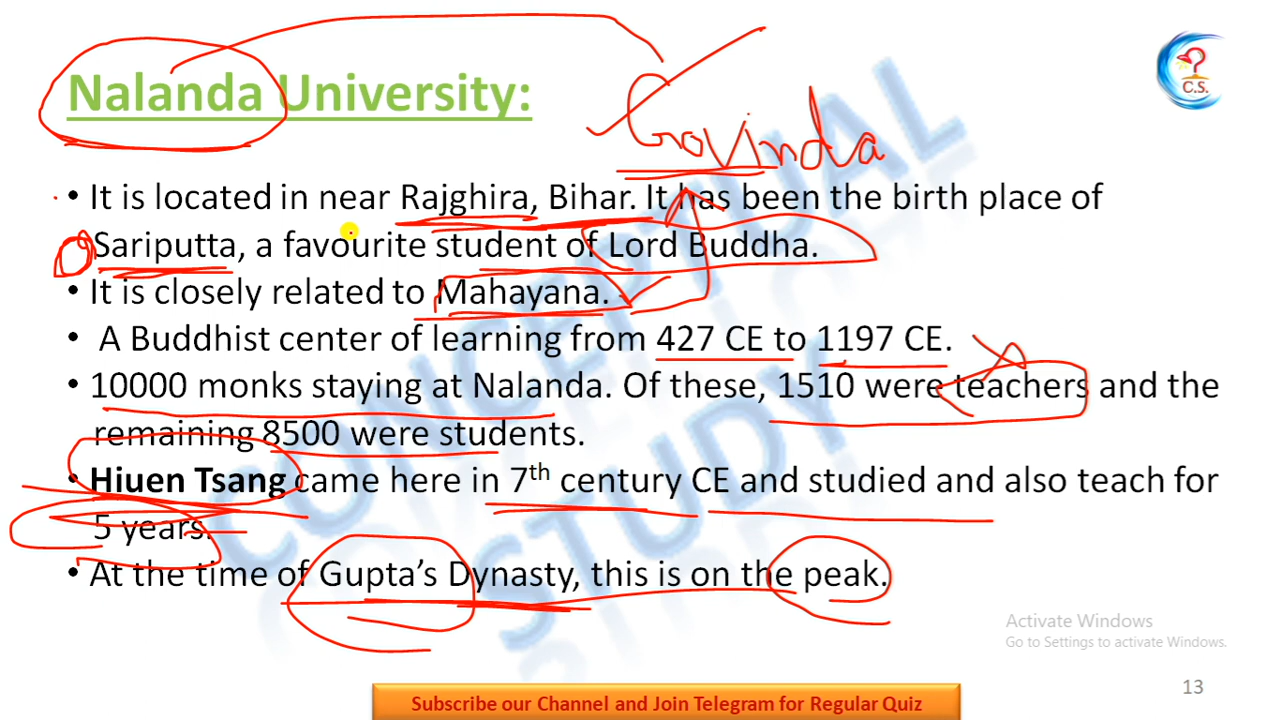 Nalanda University:
Govinda
C.S.
• It is located in near Rajghira, Bihar. It has been the birth place of
Sariputta, a favourite student of Lord Buddha.
• It is closely related to Mahayana.
• A Buddhist center of learning from 427 CE to 1197 CE.
• 10000 monks staying at Nalanda. Of these, 1510 were teachers and the
remaining 8500 were students.
• Hiuen Tsang came here in 7th century CE and studied and also teach for
5 years.
• At the time of Gupta's Dynasty, this is on the peak.
CONCEPTUAL
STUDY
Activate Windows
Go to Settings to activate Windows.
13
Subscribe our Channel and Join Telegram for Regular Quiz